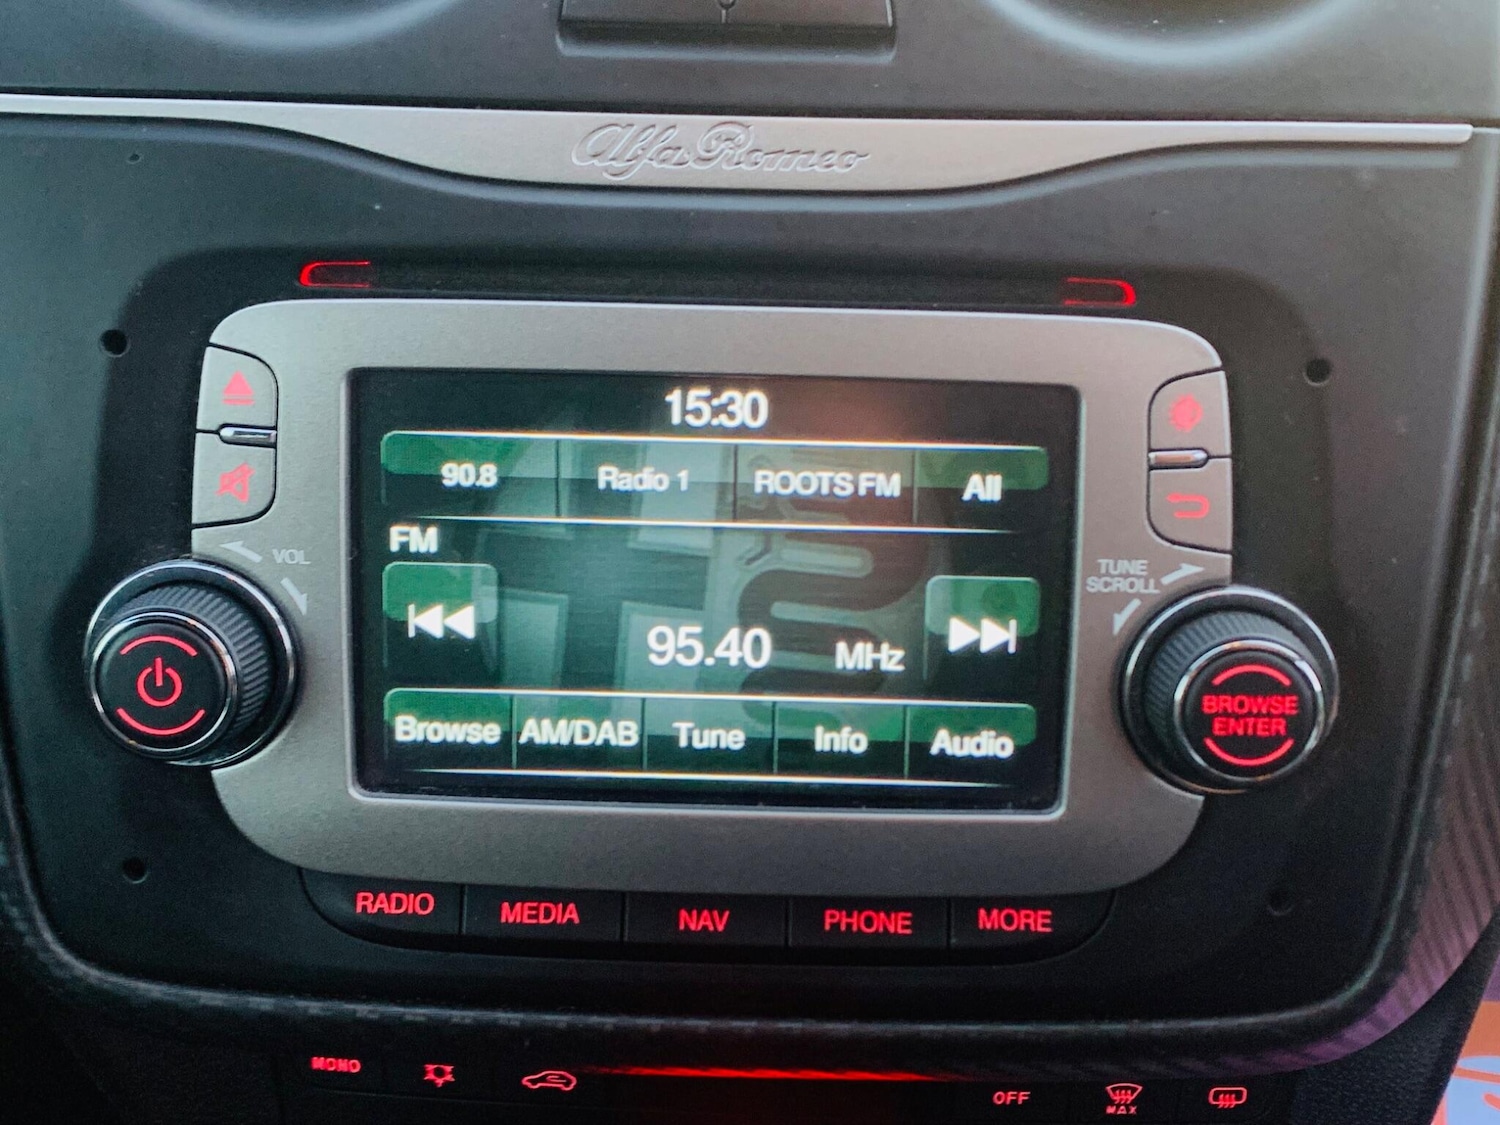 Alfa Romeo
15:30
90.8 Radio 1 ROOTS FM All
FM
VOL
TUNE
SCROLL
95.40 MHz
BROWSE
ENTER
Browse AM/DAB Tune Info Audio
RADIO MEDIA NAV PHONE MORE
MONO
OFF
MAX